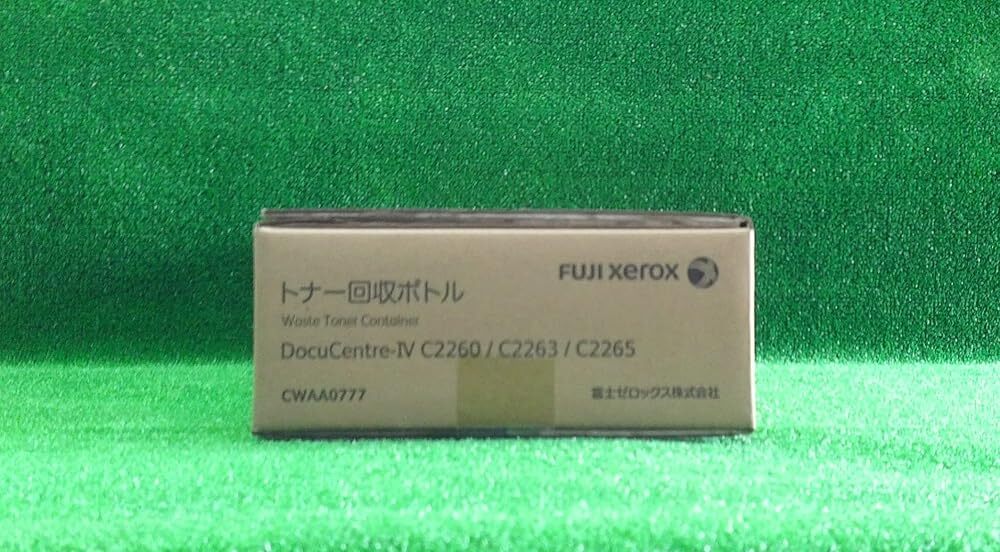 FUJI xerox
トナー回収ボトル
Waste Toner Container
DocuCentre-IV C2260 / C2263 / C2265
CWAA0777
富士ゼロックス株式会社